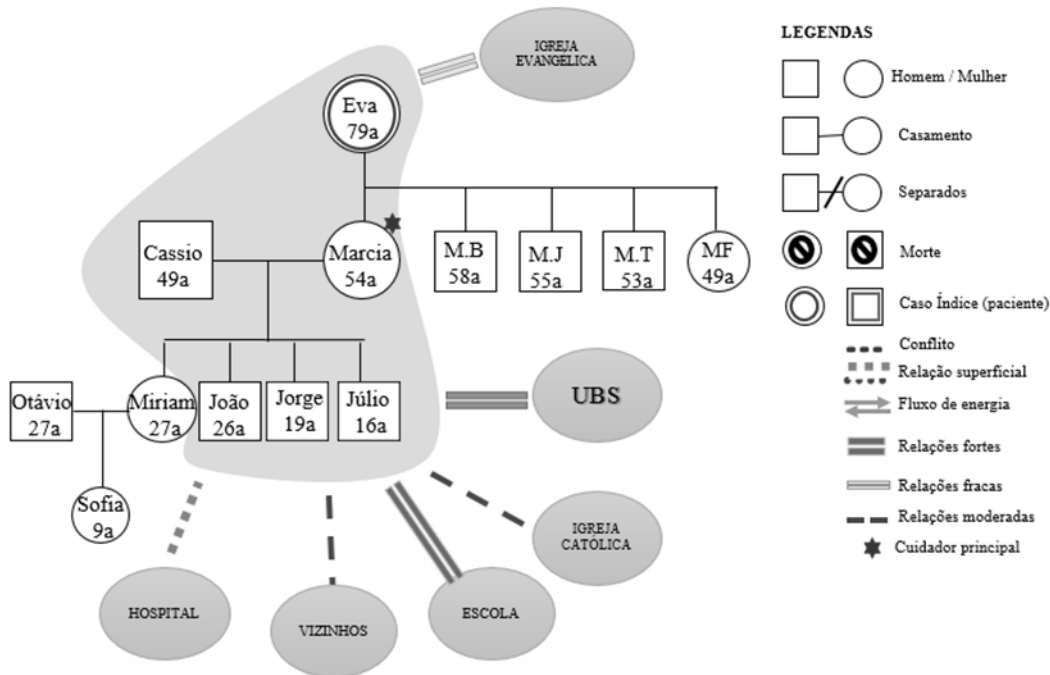 IGREJA
EVANGELICA
Eva
79a
Cassio
49a
Marcia
54a
M.B
58a
M.J
55a
M.T
53a
MF
49a
Otávio
27a
Míriam
27a
João
26a
Jorge
19a
Júlio
16a
Sofia
9a
UBS
IGREJA
CATÓLICA
HOSPITAL
VIZINHOS
ESCOLA
LEGENDAS
Homem / Mulher
Casamento
Separados
Morte
Caso Índice (paciente)
Conflito
Relação superfícial
Fluxo de energia
Relações fortes
Relações fracas
Relações moderadas
Cuidador principal